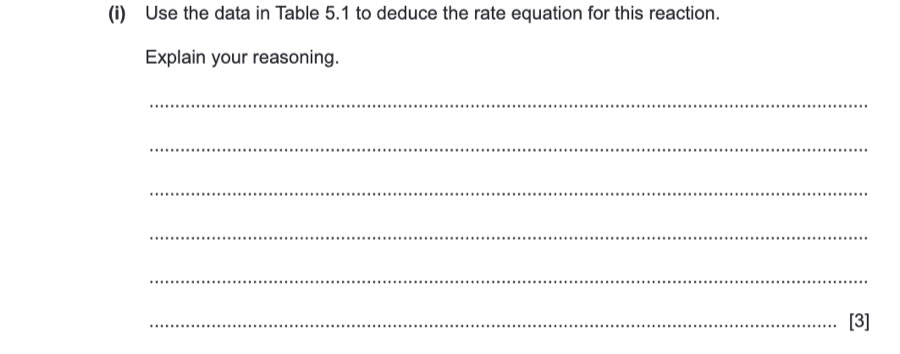 (i) Use the data in Table 5.1 to deduce the rate equation for this reaction.
Explain your reasoning.
[3]